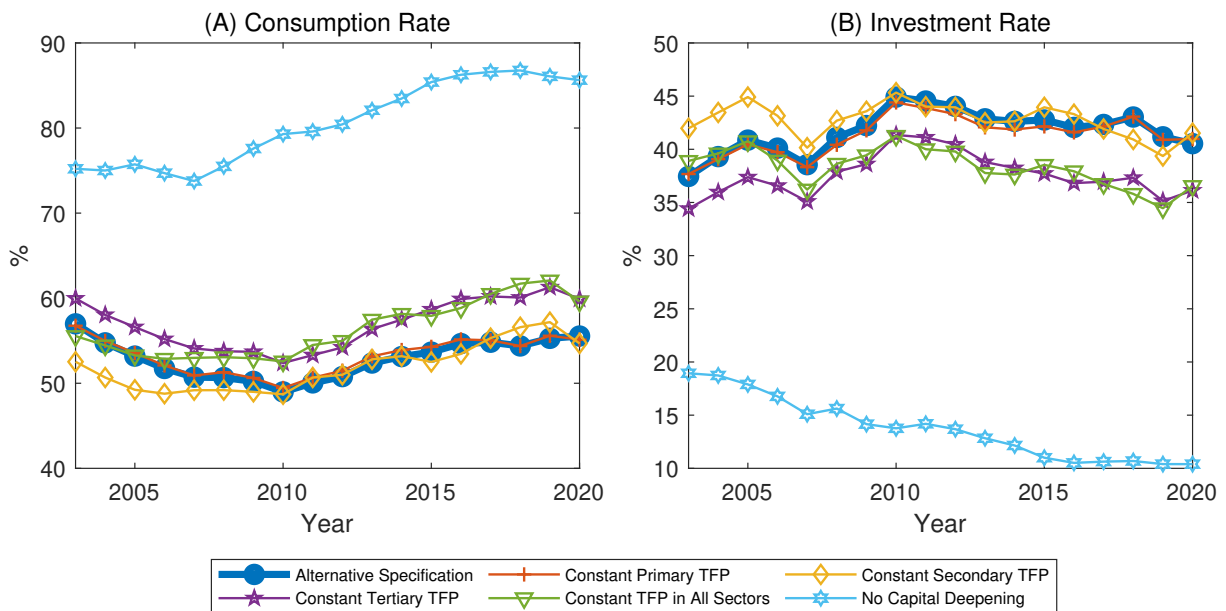 (A) Consumption Rate
90
80
70
60
50
40
%
2005
2010
2015
2020
Year
(B) Investment Rate
50
45
40
35
30
25
20
15
10
%
2005
2010
2015
2020
Year
Alternative Specification
Constant Primary TFP
Constant Secondary TFP
Constant Tertiary TFP
Constant TFP in All Sectors
No Capital Deepening